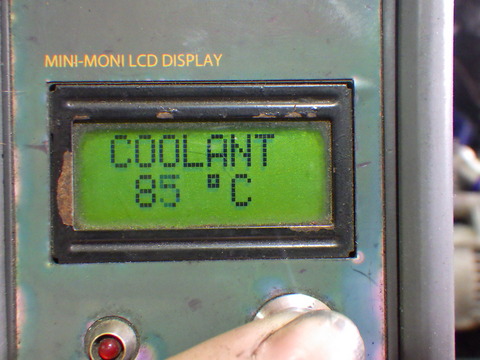 MINI-MONI LCD DISPLAY
COOLANT
85 °C